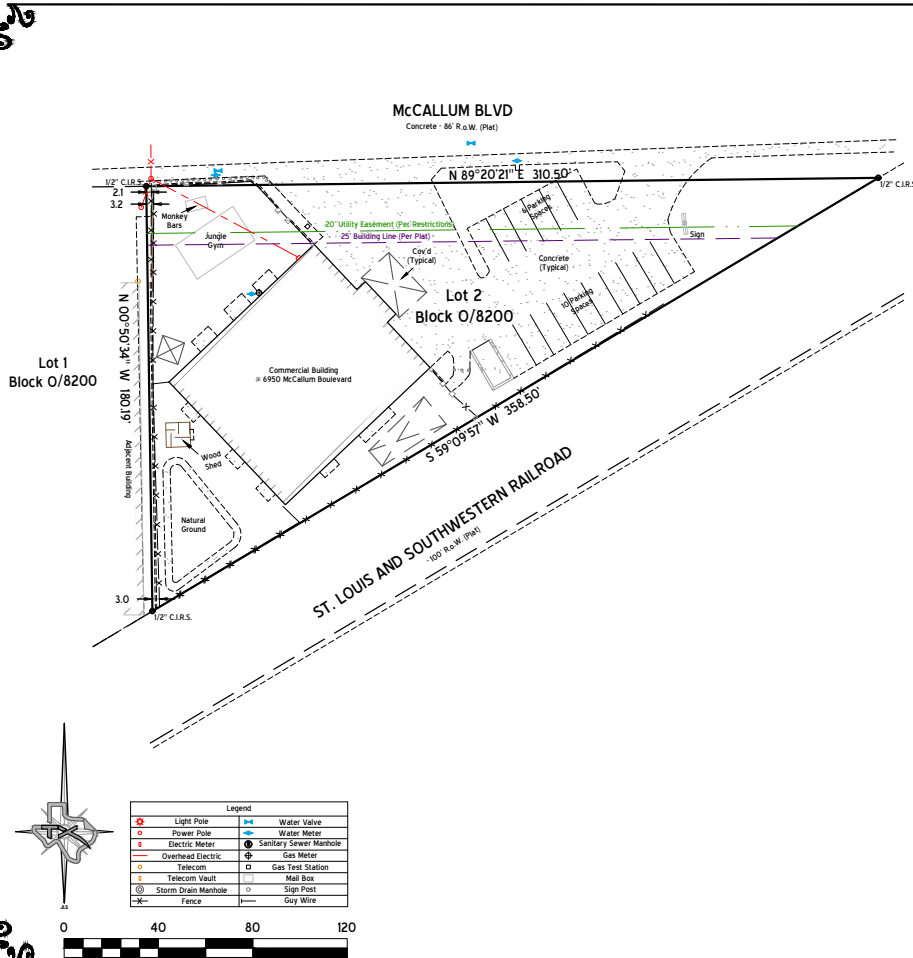 McCALLUM BLVD
Concrete - 86' R.o.W. (Plat)
N 89°20'21" E 310.50'
1/2" C.I.R.S.
1/2" C.I.R.S.
2.1
3.2
Monkey
Bars
Jungle
Gym
20' Utility Easement (Per Restrictions)
25' Building Line (Per Plat)
6 Parking
Spaces
Sign
Cov'd
(Typical)
Concrete
(Typical)
Lot 2
Block O/8200
10 Parking
Spaces
N 00°50'34" W 180.19'
Lot 1
Block O/8200
Commercial Building
@ 6950 McCallum Boulevard
S 59°09'57" W 358.50'
Adjacent Building
Wood
Shed
Natural
Ground
ST. LOUIS AND SOUTHWESTERN RAILROAD
100' R.o.W. (Plat)
3.0
1/2" C.I.R.S.
TX
JLS
Legend
Light Pole Water Valve
Power Pole Water Meter
Electric Meter Sanitary Sewer Manhole
Overhead Electric Gas Meter
Telecom Gas Test Station
Telecom Vault Mail Box
Storm Drain Manhole Sign Post
Fence Guy Wire
0 40 80 120